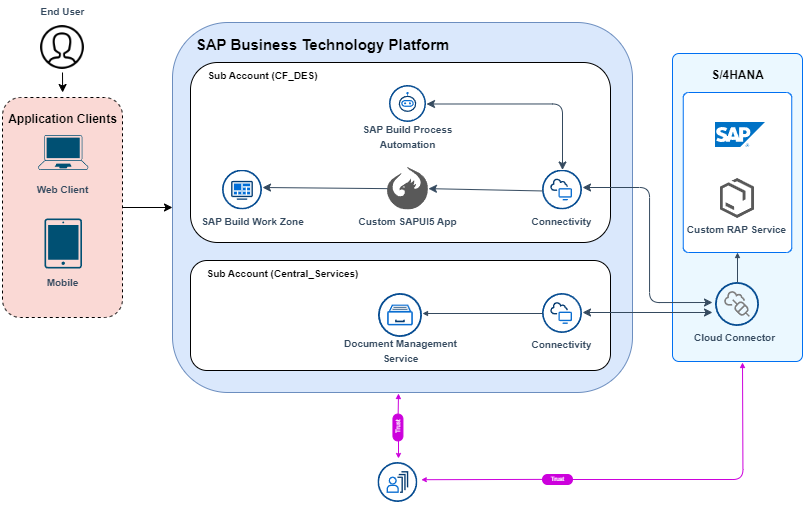 End User
Application Clients
Web Client
Mobile
SAP Business Technology Platform
Sub Account (CF_DES)
SAP Build Process
Automation
SAP Build Work Zone
Custom SAPUI5 App
Connectivity
Sub Account (Central_Services)
Document Management
Service
Connectivity
S/4HANA
SAP
Custom RAP Service
Cloud Connector
Trust
Trust